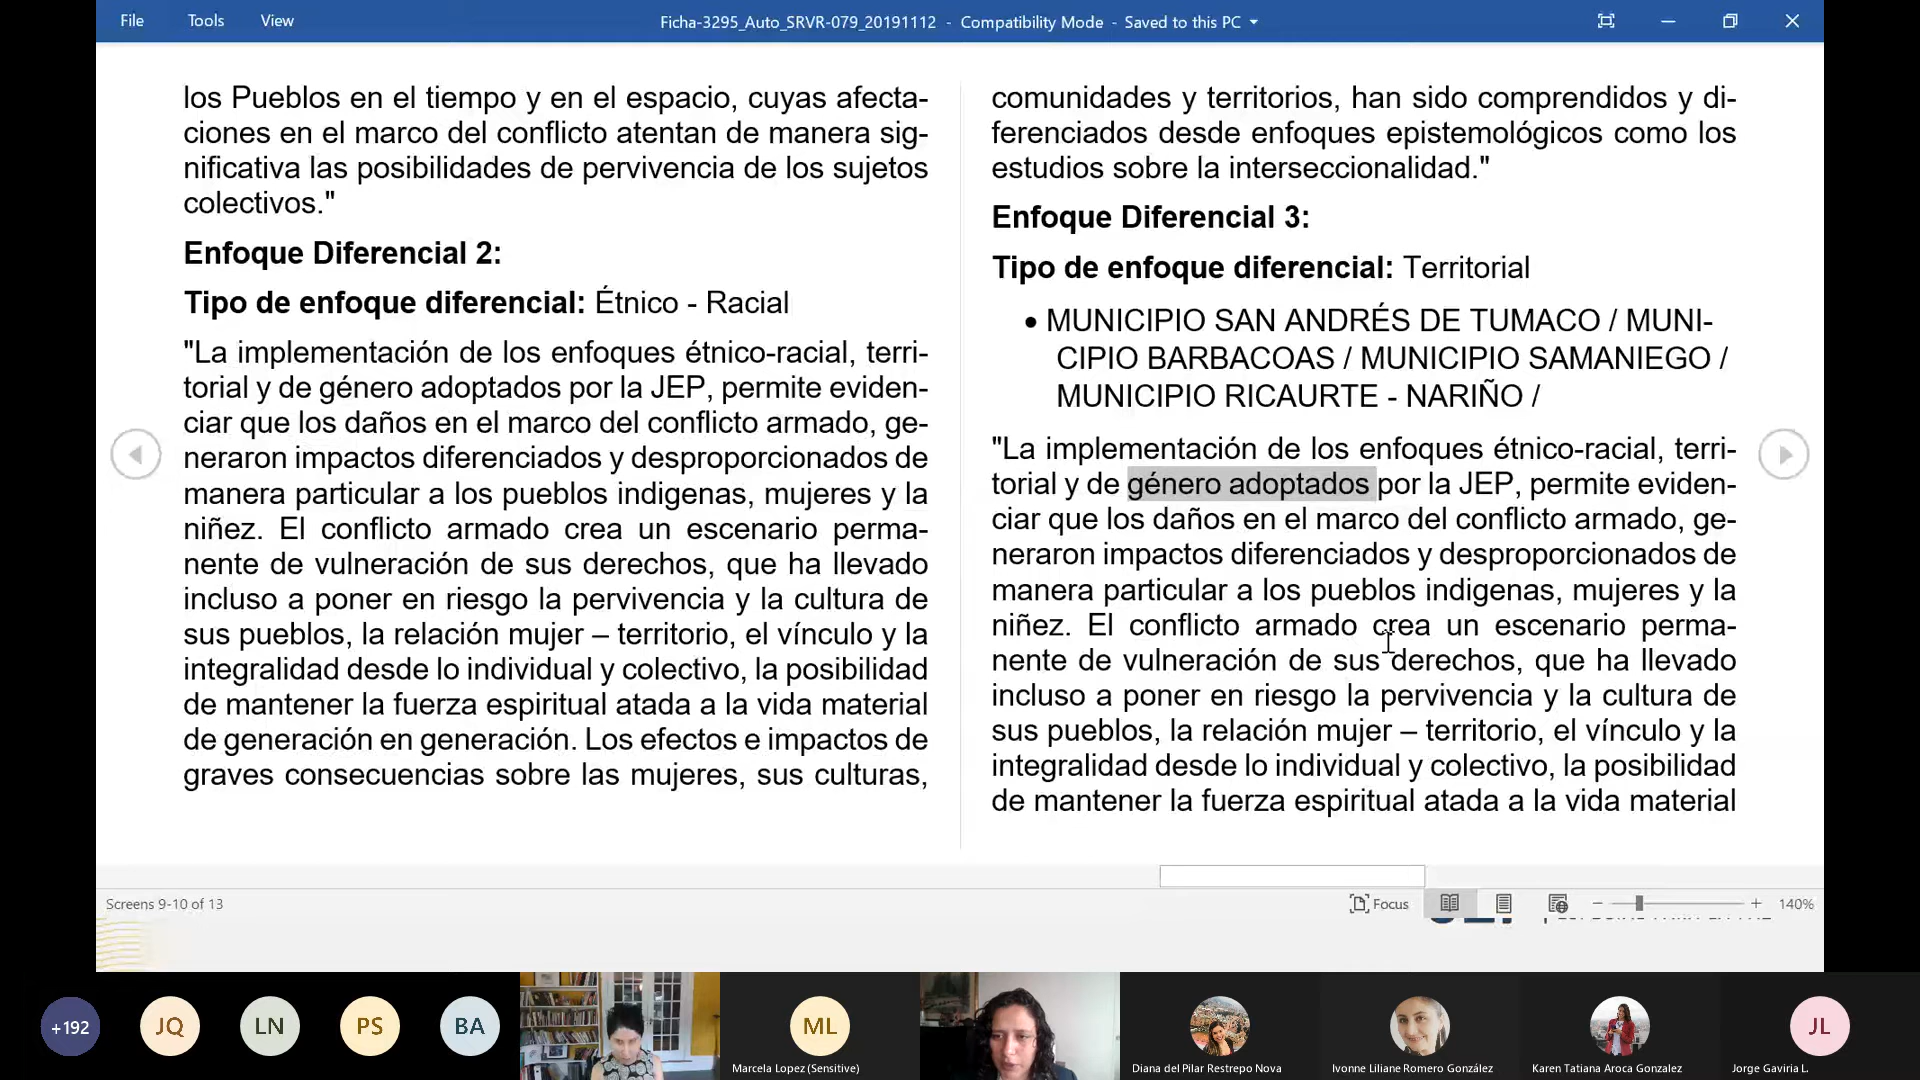 File Tools View Ficha-3295_Auto_SRVR-079_20191112 - Compatibility Mode - Saved to this PC
los Pueblos en el tiempo y en el espacio, cuyas afecta-
ciones en el marco del conflicto atentan de manera sig-
nificativa las posibilidades de pervivencia de los sujetos
colectivos."
Enfoque Diferencial 2:
Tipo de enfoque diferencial: Étnico - Racial
"La implementación de los enfoques étnico-racial, terri-
torial y de género adoptados por la JEP, permite eviden-
ciar que los daños en el marco del conflicto armado, ge-
neraron impactos diferenciados y desproporcionados de
manera particular a los pueblos indigenas, mujeres y la
niñez. El conflicto armado crea un escenario perma-
nente de vulneración de sus derechos, que ha llevado
incluso a poner en riesgo la pervivencia y la cultura de
sus pueblos, la relación mujer – territorio, el vínculo y la
integralidad desde lo individual y colectivo, la posibilidad
de mantener la fuerza espiritual atada a la vida material
de generación en generación. Los efectos e impactos de
graves consecuencias sobre las mujeres, sus culturas,
comunidades y territorios, han sido comprendidos y di-
ferenciados desde enfoques epistemológicos como los
estudios sobre la interseccionalidad."
Enfoque Diferencial 3:
Tipo de enfoque diferencial: Territorial
• MUNICIPIO SAN ANDRÉS DE TUMACO / MUNI-
CIPIO BARBACOAS / MUNICIPIO SAMANIEGO /
MUNICIPIO RICAURTE - NARIÑO /
"La implementación de los enfoques étnico-racial, terri-
torial y de género adoptados por la JEP, permite eviden-
ciar que los daños en el marco del conflicto armado, ge-
neraron impactos diferenciados y desproporcionados de
manera particular a los pueblos indigenas, mujeres y la
niñez. El conflicto armado crea un escenario perma-
nente de vulneración de sus derechos, que ha llevado
incluso a poner en riesgo la pervivencia y la cultura de
sus pueblos, la relación mujer – territorio, el vínculo y la
integralidad desde lo individual y colectivo, la posibilidad
de mantener la fuerza espiritual atada a la vida material
Screens 9-10 of 13
Focus
140%
+192
JQ
LN
PS
BA
ML
Marcela Lopez (Sensitive)
Diana del Pilar Restrepo Nova
Ivonne Liliane Romero González
Karen Tatiana Aroca Gonzalez
JL
Jorge Gaviria L.